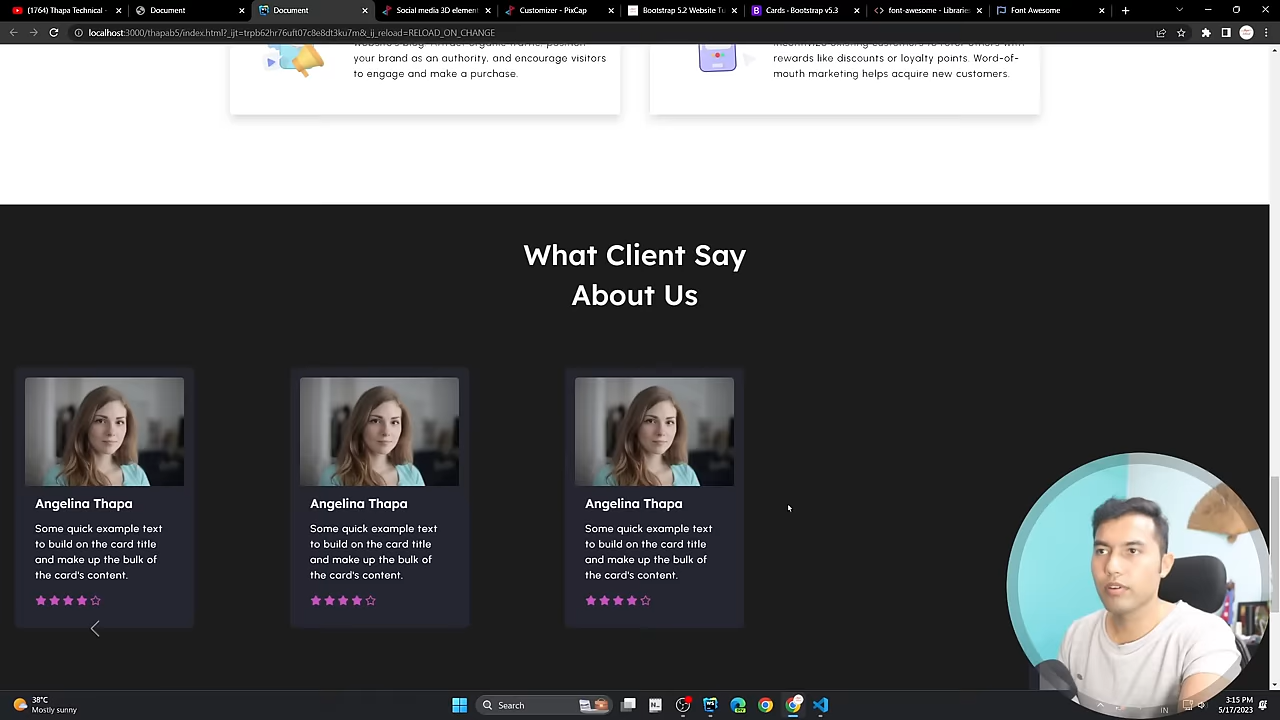 (1764) Thapa Technical -
Document
Document
Social media 3D element
Customizer - PixCap
Bootstrap 5.2 Website Tu
Cards · Bootstrap v5.3
font-awesome - Libraries
Font Awesome
localhost:3000/thapab5/index.html?_ijt=trpb62hr76uft07c8e8dt3ku7m&_ij_reload=RELOAD_ON_CHANGE
your brand as an authority, and encourage visitors
to engage and make a purchase.
rewards like discounts or loyalty points. Word-of-
mouth marketing helps acquire new customers.
What Client Say
About Us
Angelina Thapa
Some quick example text
to build on the card title
and make up the bulk of
the card's content.
Angelina Thapa
Some quick example text
to build on the card title
and make up the bulk of
the card's content.
Angelina Thapa
Some quick example text
to build on the card title
and make up the bulk of
the card's content.
38°C
Mostly sunny
Search
IN
3:15 PM
5/17/2023